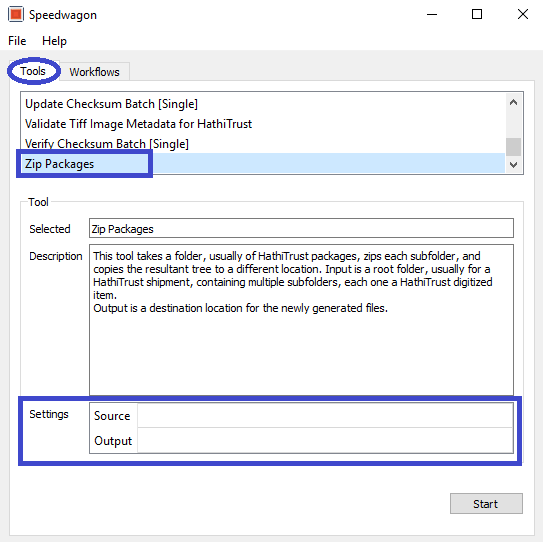 Speedwagon
File Help
Tools Workflows
Update Checksum Batch [Single]
Validate Tiff Image Metadata for HathiTrust
Verify Checksum Batch [Single]
Zip Packages
Tool
Selected Zip Packages
Description This tool takes a folder, usually of HathiTrust packages, zips each subfolder, and
copies the resultant tree to a different location. Input is a root folder, usually for a
HathiTrust shipment, containing multiple subfolders, each one a HathiTrust digitized
item.
Output is a destination location for the newly generated files.
Settings Source
Output
Start